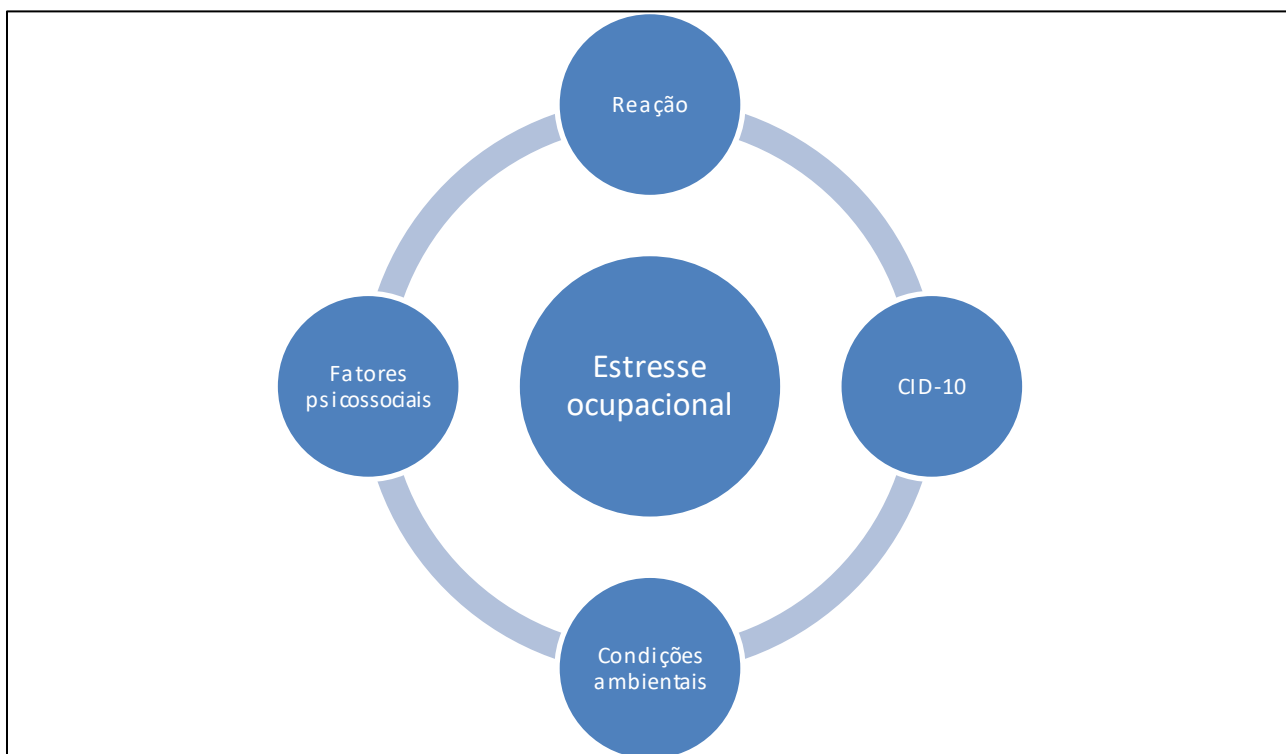 Reação
Fatores
psicossociais
Estresse
ocupacional
CID-10
Condições
ambientais